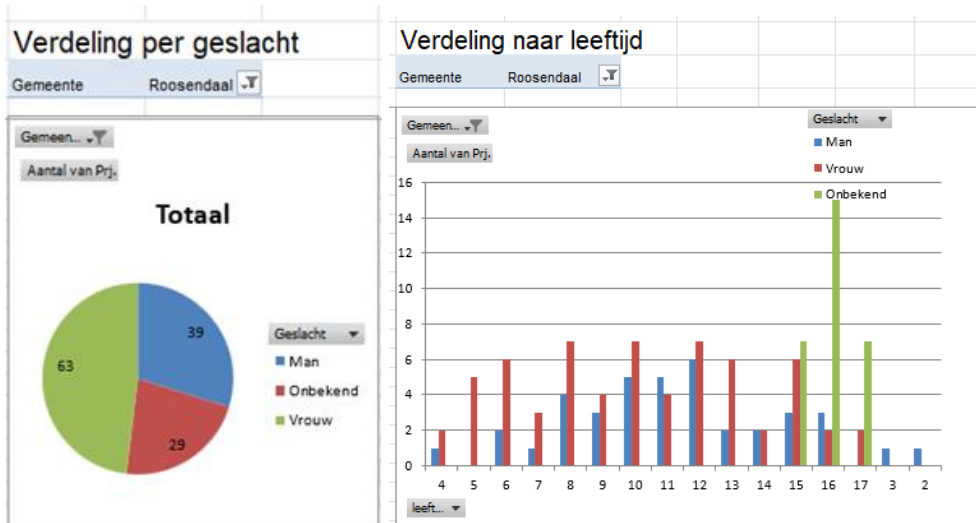 Verdeling per geslacht
Gemeente Roosendaal
Gemeen...
Aantal van Prj.
Totaal
39
63
29
Geslacht
Man
Onbekend
Vrouw
Verdeling naar leeftijd
Gemeente Roosendaal
Gemeen...
Aantal van Prj.
Geslacht
Man
Vrouw
Onbekend
16
14
12
10
8
6
4
2
0
4 5 6 7 8 9 10 11 12 13 14 15 16 17 3 2
leeft...